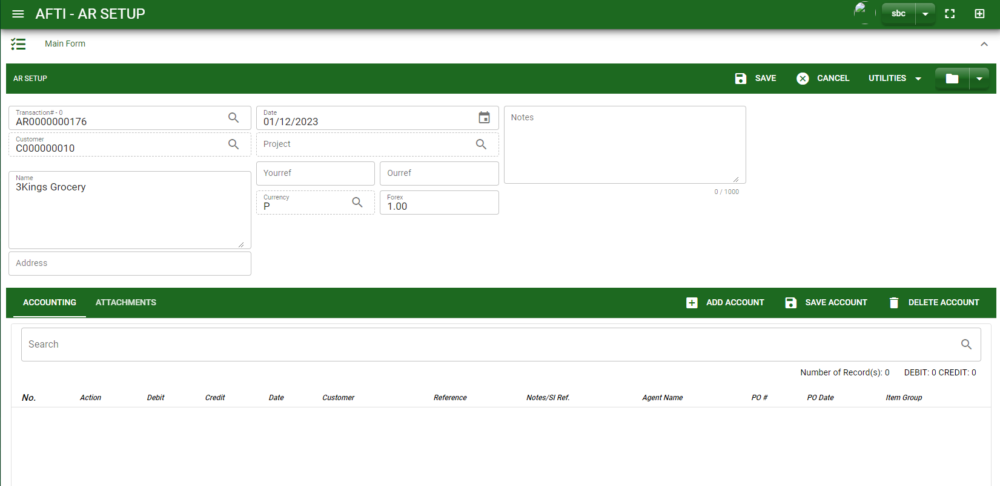 AFTI - AR SETUP
sbc
Main Form
AR SETUP
SAVE
CANCEL
UTILITIES
Transaction# - 0
AR0000000176
Date
01/12/2023
Notes
Customer
C000000010
Project
Yourref
Ourref
Name
3Kings Grocery
0 / 1000
Currency
P
Forex
1.00
Address
ACCOUNTING
ATTACHMENTS
ADD ACCOUNT
SAVE ACCOUNT
DELETE ACCOUNT
Search
Number of Record(s): 0 DEBIT: 0 CREDIT: 0
No. Action Debit Credit Date Customer Reference Notes/SI Ref. Agent Name PO # PO Date Item Group